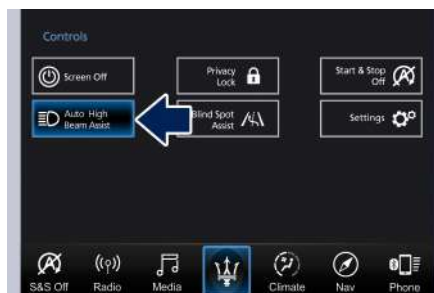 Controls
Screen Off
Privacy
Lock
Start & Stop
Off
Auto High
Beam Assist
Blind Spot
Assist
Settings
S&S Off
Radio
Media
Climate
Nav
Phone